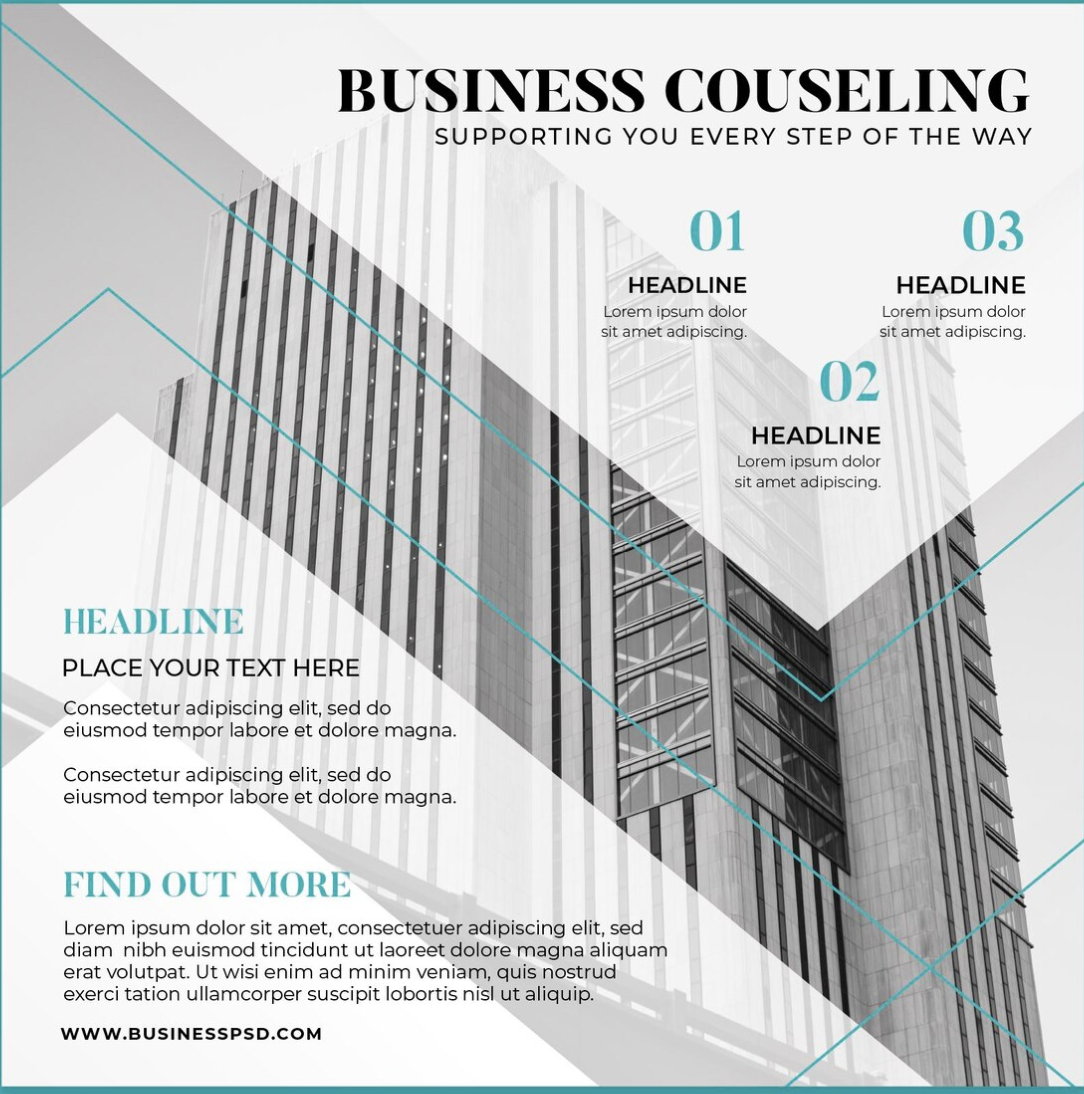 BUSINESS COUSELING
SUPPORTING YOU EVERY STEP OF THE WAY
01
HEADLINE
Lorem ipsum dolor
sit amet adipiscing.
02
HEADLINE
Lorem ipsum dolor
sit amet adipiscing.
03
HEADLINE
Lorem ipsum dolor
sit amet adipiscing.
HEADLINE
PLACE YOUR TEXT HERE
Consectetur adipiscing elit, sed do
eiusmod tempor labore et dolore magna.
Consectetur adipiscing elit, sed do
eiusmod tempor labore et dolore magna.
FIND OUT MORE
Lorem ipsum dolor sit amet, consectetuer adipiscing elit, sed
diam  nibh euismod tincidunt ut laoreet dolore magna aliquam
erat volutpat. Ut wisi enim ad minim veniam, quis nostrud
exerci tation ullamcorper suscipit lobortis nisl ut aliquip.
WWW.BUSINESSPSD.COM